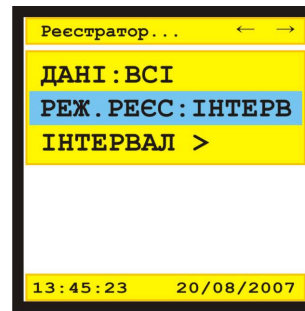 Реєстратор... ← →
ДАНІ:ВСІ
РЕЖ.РЕЄС:ІНТЕРВ
ІНТЕРВАЛ >
13:45:23 20/08/2007